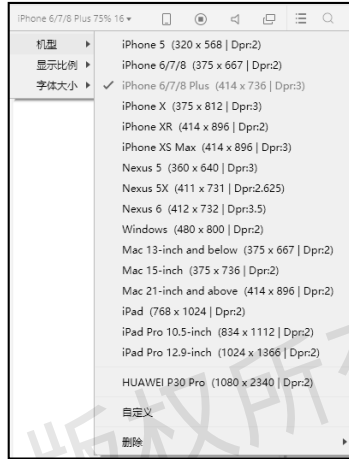 iPhone 6/7/8 Plus 75% 16
机型
显示比例
字体大小
iPhone 5 (320 x 568 | Dpr:2)
iPhone 6/7/8 (375 x 667 | Dpr:2)
iPhone 6/7/8 Plus (414 x 736 | Dpr:3)
iPhone X (375 x 812 | Dpr:3)
iPhone XR (414 x 896 | Dpr:2)
iPhone XS Max (414 x 896 | Dpr:3)
Nexus 5 (360 x 640 | Dpr:3)
Nexus 5X (411 x 731 | Dpr:2.625)
Nexus 6 (412 x 732 | Dpr:3.5)
Windows (480 x 800 | Dpr:2)
Mac 13-inch and below (375 x 667 | Dpr:2)
Mac 15-inch (375 x 736 | Dpr:2)
Mac 21-inch and above (414 x 896 | Dpr:2)
iPad (768 x 1024 | Dpr:2)
iPad Pro 10.5-inch (834 x 1112 | Dpr:2)
iPad Pro 12.9-inch (1024 x 1366 | Dpr:2)
HUAWEI P30 Pro (1080 x 2340 | Dpr:2)
自定义
删除
版权所有